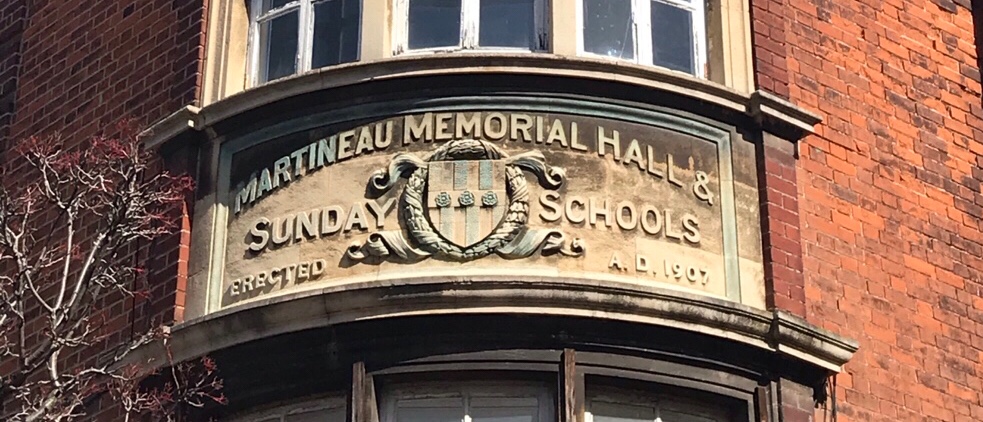 MARTINEAU MEMORIAL HALL &
SUNDAY SCHOOLS
ERECTED A.D. 1907